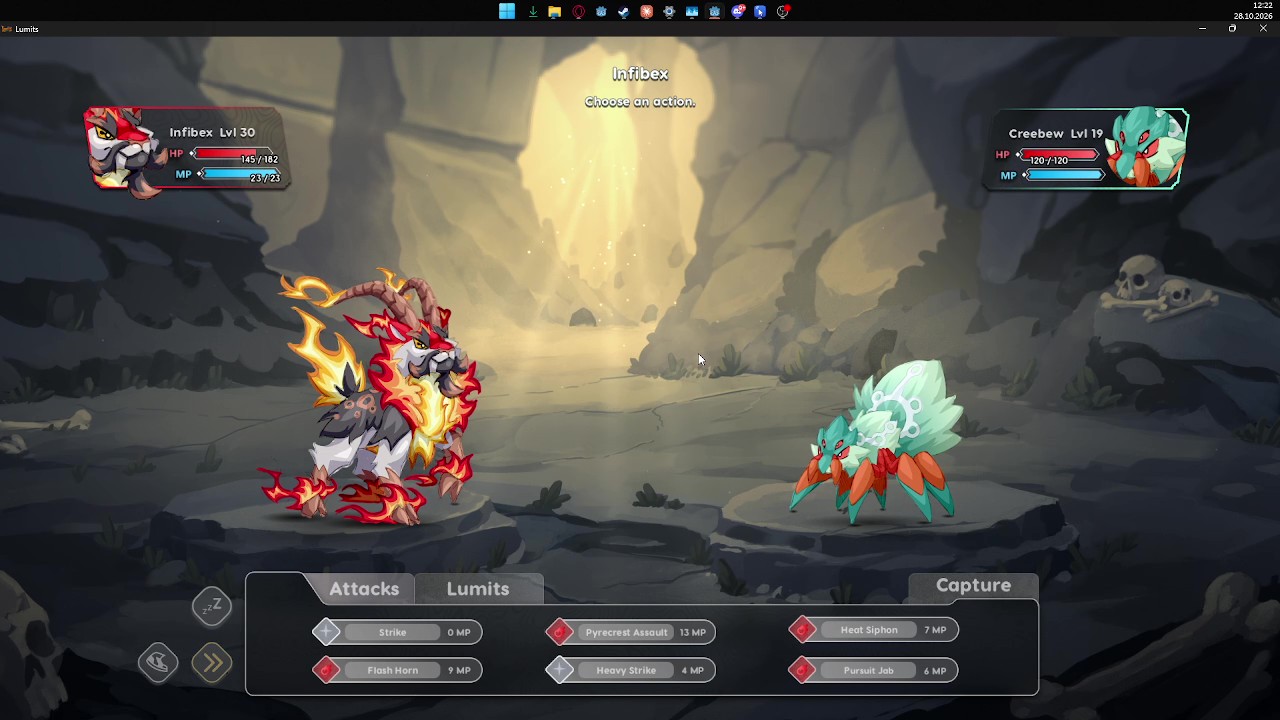 12:22
28.10.2026
Lumits
Infibex
Choose an action.
Infibex Lvl 30
HP 145 / 182
MP 23 / 23
Creebew Lvl 19
HP 120 / 120
MP
Attacks Lumits Capture
Strike 0 MP Pyrecrest Assault 13 MP Heat Siphon 7 MP
Flash Horn 9 MP Heavy Strike 4 MP Pursuit Jab 6 MP
zzZ